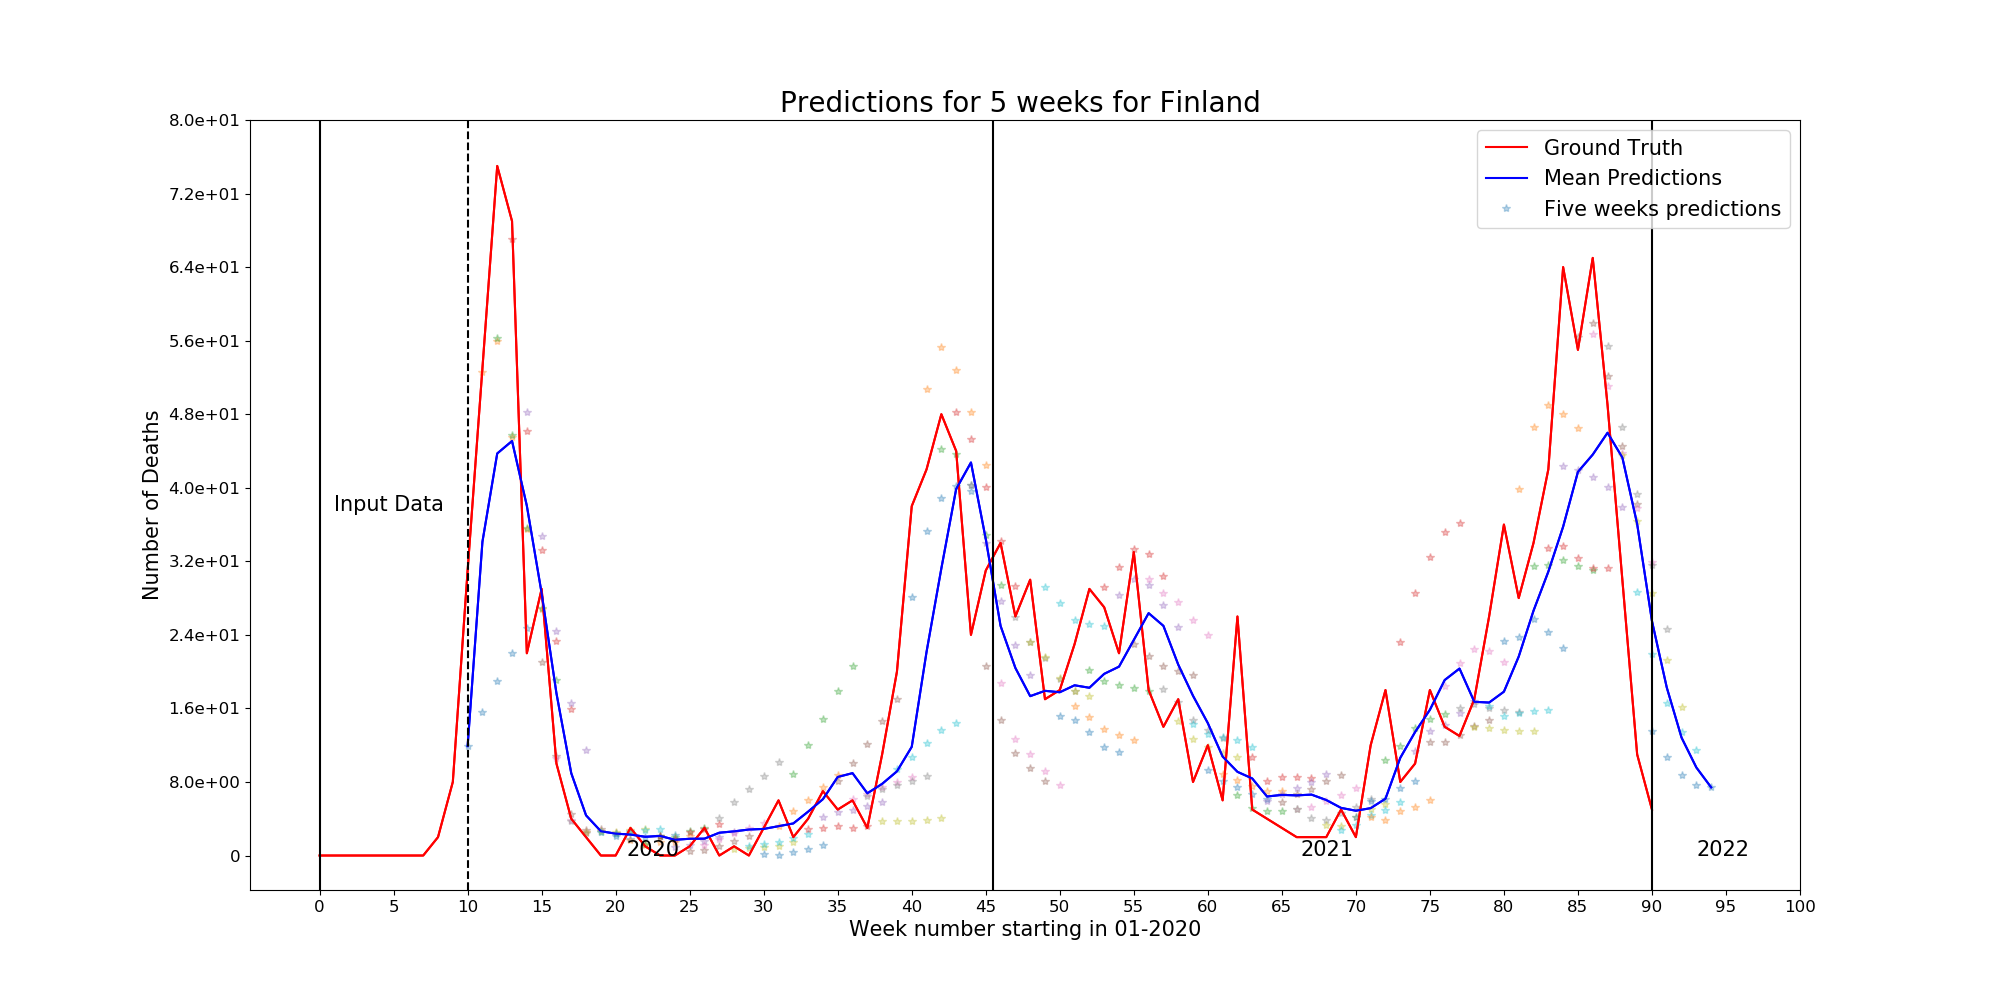 Predictions for 5 weeks for Finland
8.0e+01
7.2e+01
6.4e+01
5.6e+01
4.8e+01
4.0e+01
3.2e+01
2.4e+01
1.6e+01
8.0e+00
0
Number of Deaths
Ground Truth
Mean Predictions
Five weeks predictions
Input Data
2020
2021
2022
0 5 10 15 20 25 30 35 40 45 50 55 60 65 70 75 80 85 90 95 100
Week number starting in 01-2020